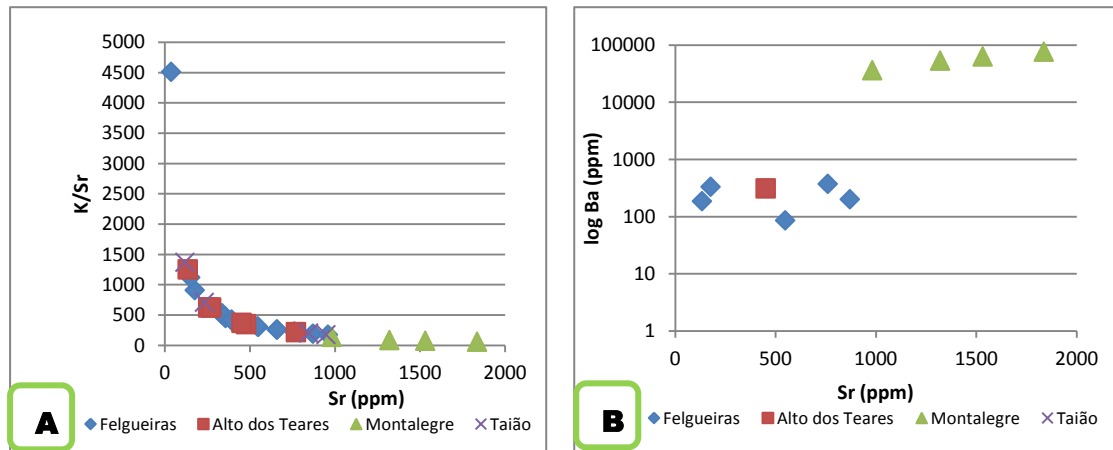 K/Sr
5000
4500
4000
3500
3000
2500
2000
1500
1000
500
0
0 500 1000 1500 2000
Sr (ppm)
A
Felgueiras Alto dos Teares Montalegre Taião
log Ba (ppm)
100000
10000
1000
100
10
1
0 500 1000 1500 2000
Sr (ppm)
B
Felgueiras Alto dos Teares Montalegre Taião